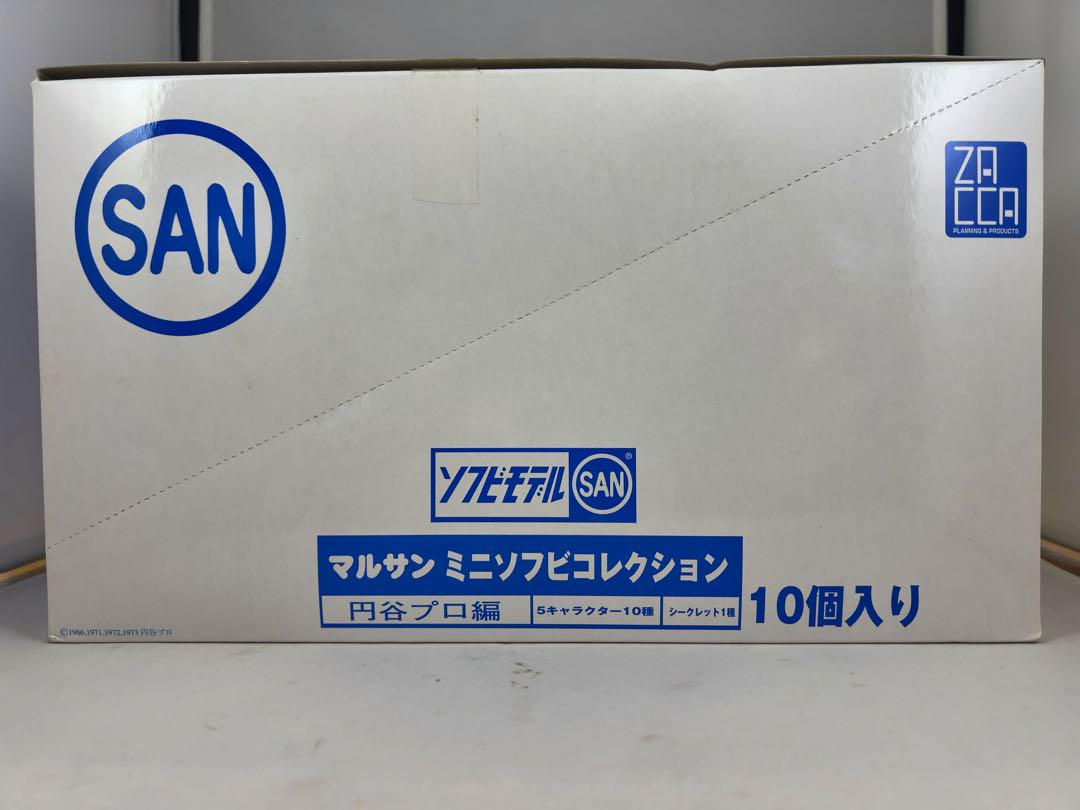 SAN
ZA
CCA
PLANNING & PRODUCTS
ソフビモデル SAN®
マルサン ミニソフビコレクション
円谷プロ編 5キャラクター10種 シークレット1種 10個入り
©1966,1971,1972,1973 円谷プロ